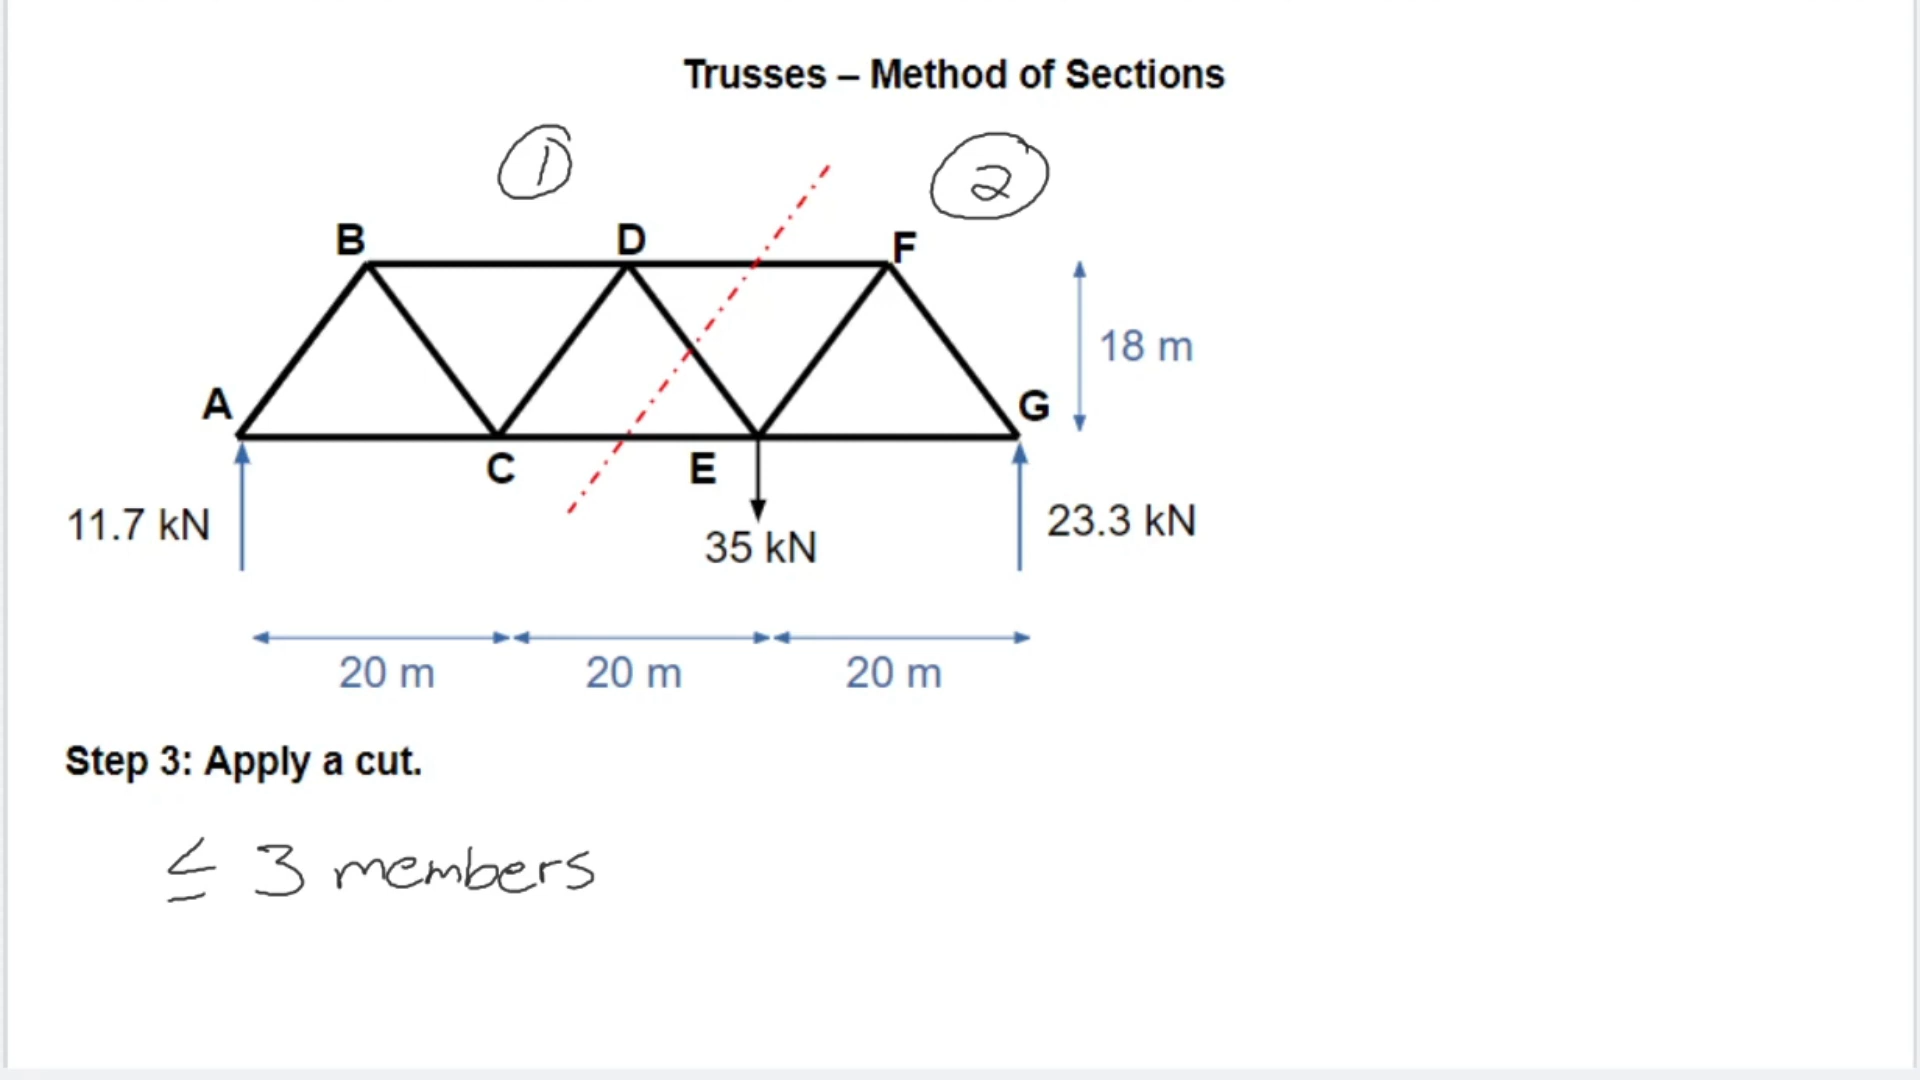 Trusses – Method of Sections
1 2
B D F
18 m
A G
C E
11.7 kN 23.3 kN
35 kN
20 m 20 m 20 m
Step 3: Apply a cut.
≤ 3 members